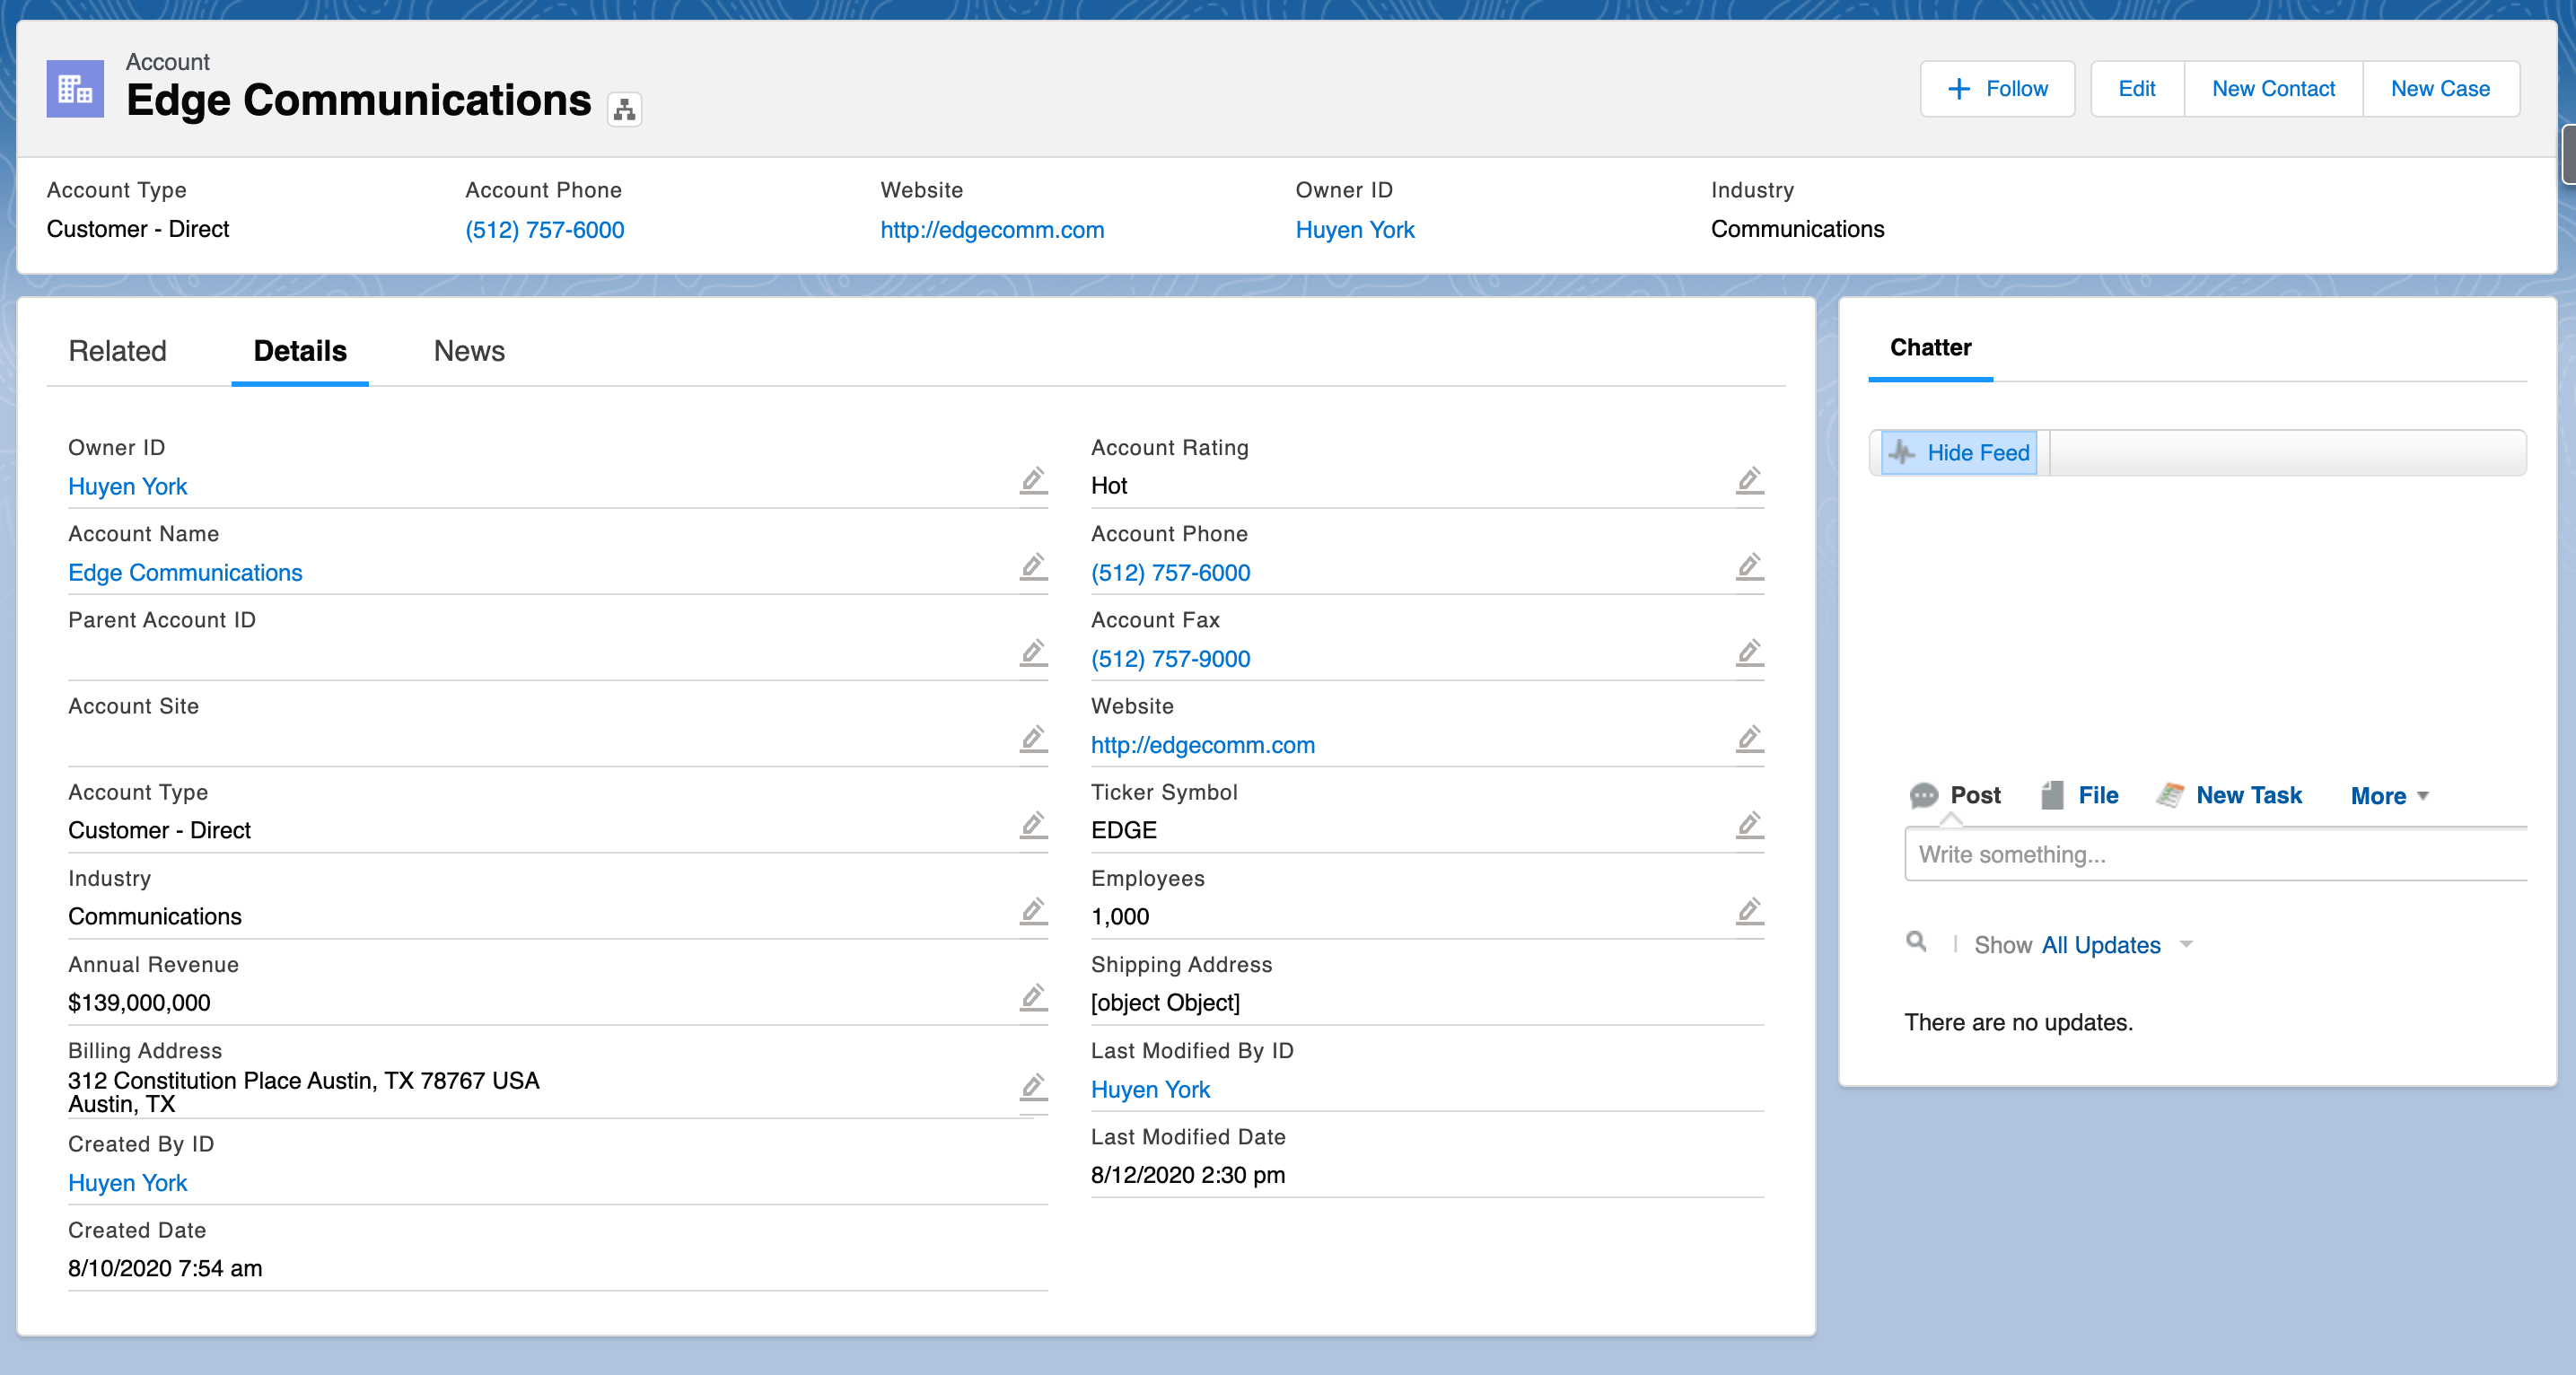 Account
Edge Communications
Follow
Edit
New Contact
New Case
Account Type
Customer - Direct
Account Phone
(512) 757-6000
Website
http://edgecomm.com
Owner ID
Huyen York
Industry
Communications
Related
Details
News
Owner ID
Huyen York
Account Name
Edge Communications
Parent Account ID
Account Site
Account Type
Customer - Direct
Industry
Communications
Annual Revenue
$139,000,000
Billing Address
312 Constitution Place Austin, TX 78767 USA
Austin, TX
Created By ID
Huyen York
Created Date
8/10/2020 7:54 am
Account Rating
Hot
Account Phone
(512) 757-6000
Account Fax
(512) 757-9000
Website
http://edgecomm.com
Ticker Symbol
EDGE
Employees
1,000
Shipping Address
[object Object]
Last Modified By ID
Huyen York
Last Modified Date
8/12/2020 2:30 pm
Chatter
Hide Feed
Post
File
New Task
More
Write something...
Show All Updates
There are no updates.